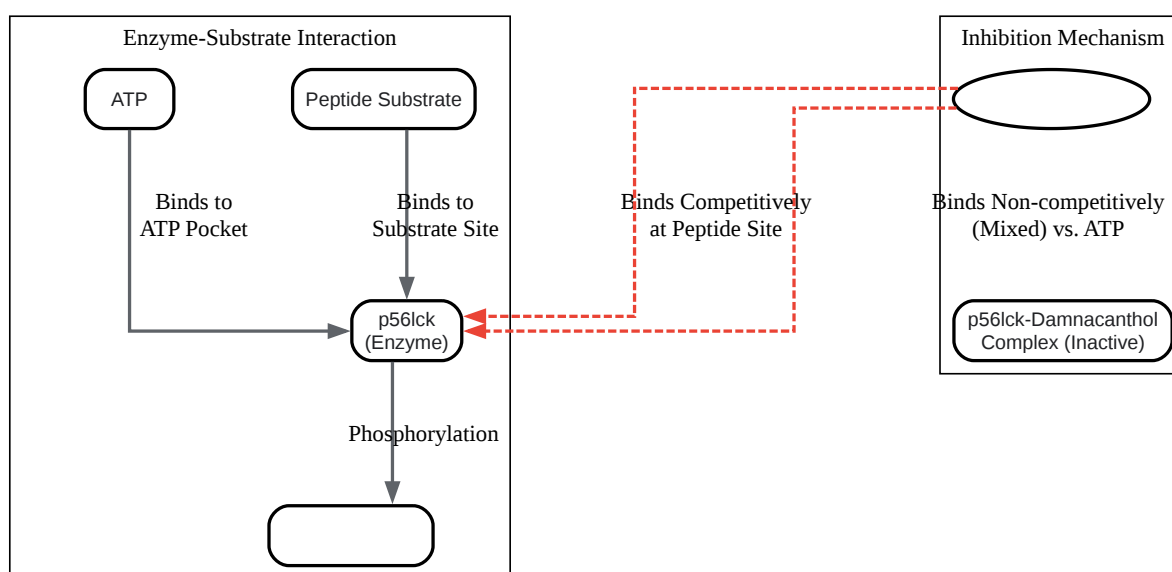 Enzyme-Substrate Interaction
Inhibition Mechanism
ATP
Peptide Substrate
Binds to
ATP Pocket
Binds to
Substrate Site
Binds Competitively
at Peptide Site
Binds Non-competitively
(Mixed) vs. ATP
p56lck
(Enzyme)
p56lck-Damnacanthol
Complex (Inactive)
Phosphorylation